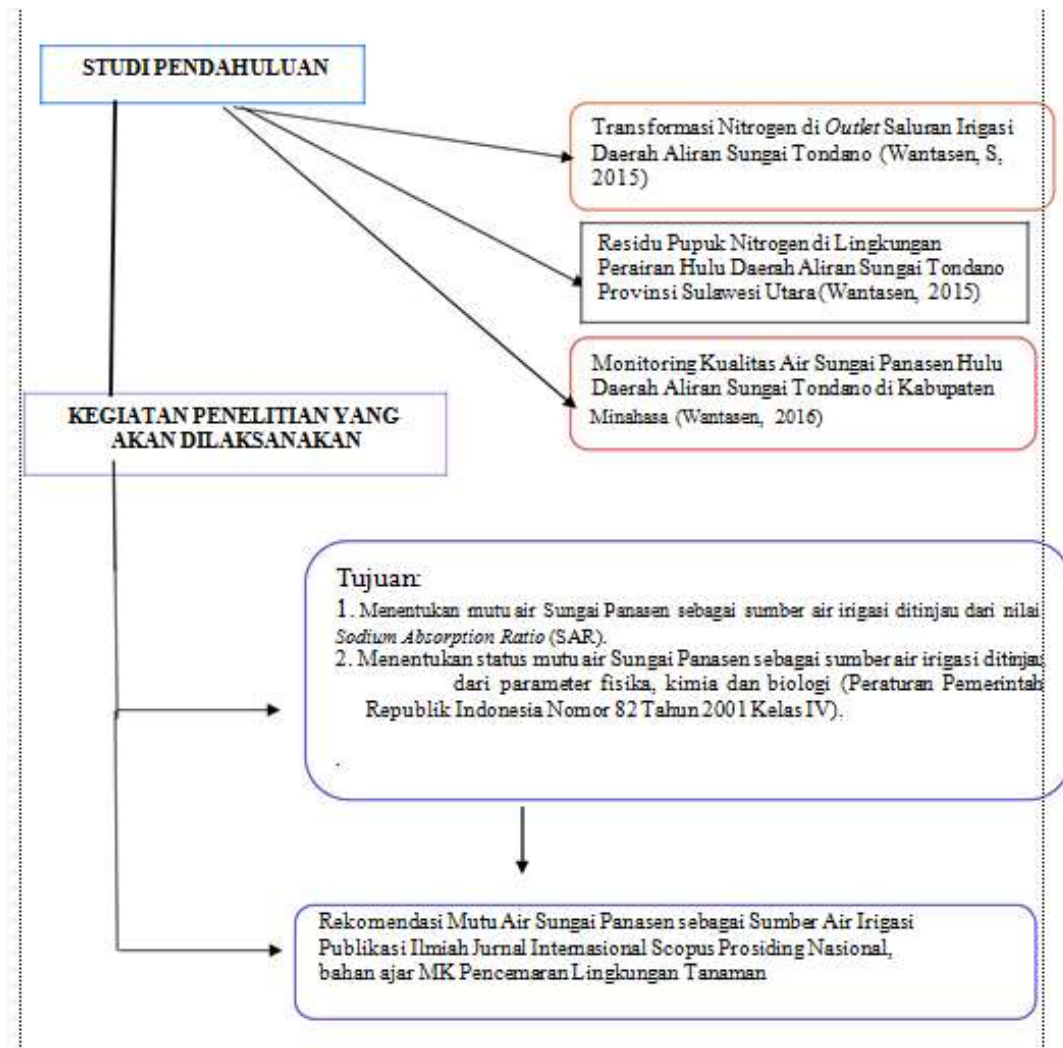 STUDI PENDAHULUAN
Transformasi Nitrogen di Outlet Saluran Irigasi
Daerah Aliran Sungai Tondano (Wantasen, S,
2015)
Residu Pupuk Nitrogen di Lingkungan
Perairan Hulu Daerah Aliran Sungai Tondano
Provinsi Sulawesi Utara (Wantasen, 2015)
Monitoring Kualitas Air Sungai Panasen Hulu
Daerah Aliran Sungai Tondano di Kabupaten
Minahasa (Wantasen, 2016)
KEGIATAN PENELITIAN YANG
AKAN DILAKSANAKAN
Tujuan:
1. Menentukan mutu air Sungai Panasen sebagai sumber air irigasi ditinjau dari nilai
Sodium Absorption Ratio (SAR).
2. Menentukan status mutu air Sungai Panasen sebagai sumber air irigasi ditinjau
dari parameter fisika, kimia dan biologi (Peraturan Pemerintah
Republik Indonesia Nomor 82 Tahun 2001 Kelas IV).
.
Rekomendasi Mutu Air Sungai Panasen sebagai Sumber Air Irigasi
Publikasi Ilmiah Jurnal Internasional Scopus Prosiding Nasional,
bahan ajar MK Pencemaran Lingkungan Tanaman